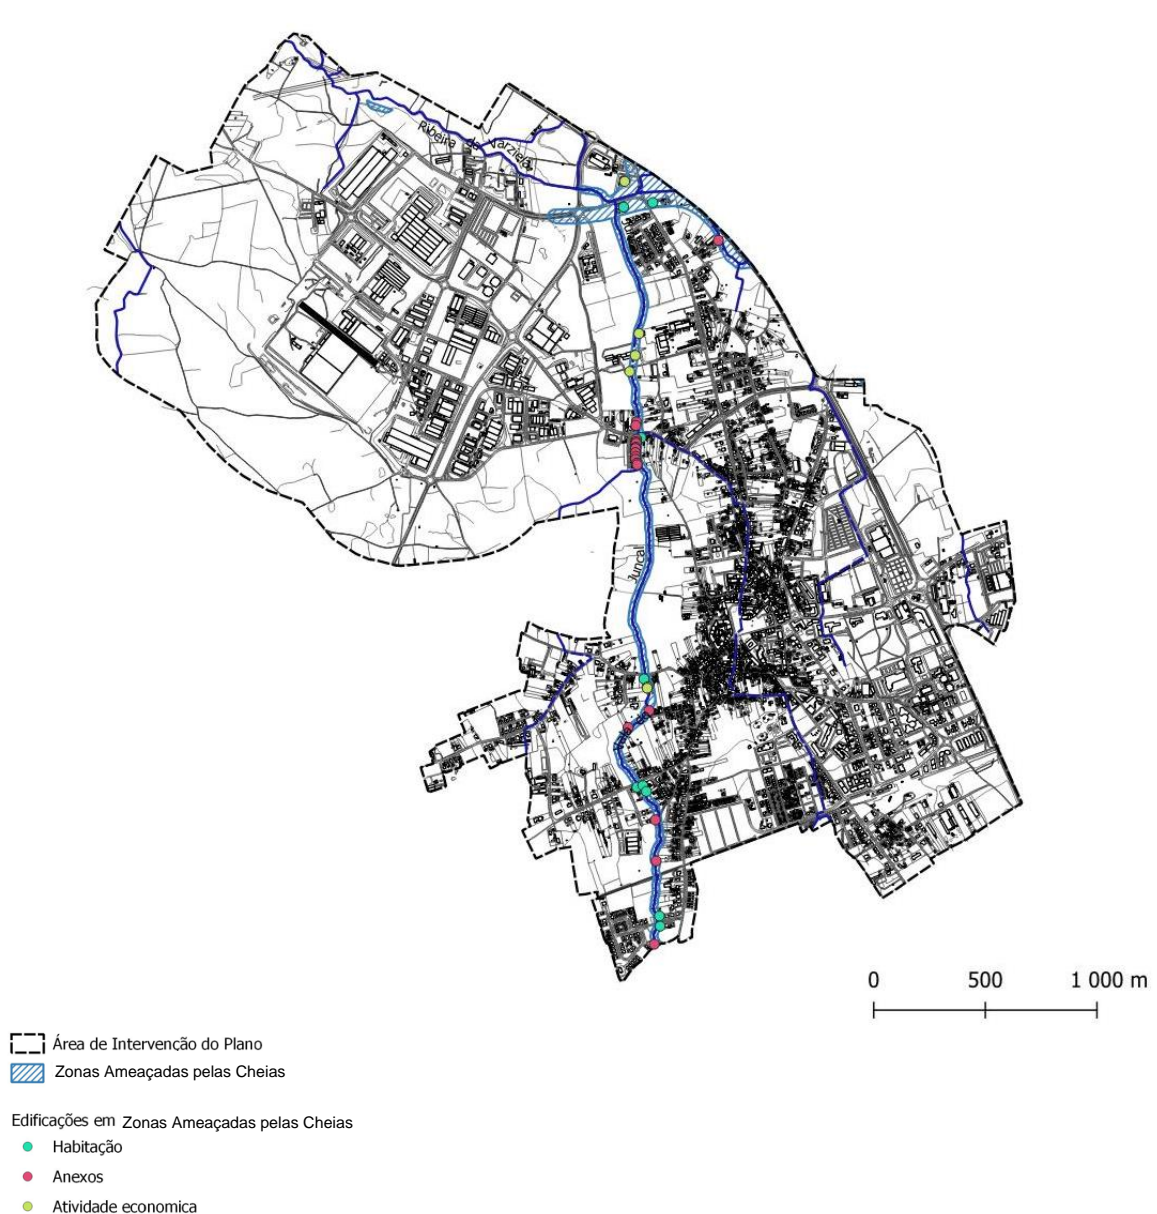 Ribeira da Varziela
Juncal
0 500 1 000 m
Área de Intervenção do Plano
Zonas Ameaçadas pelas Cheias
Edificações em Zonas Ameaçadas pelas Cheias
Habitação
Anexos
Atividade economica